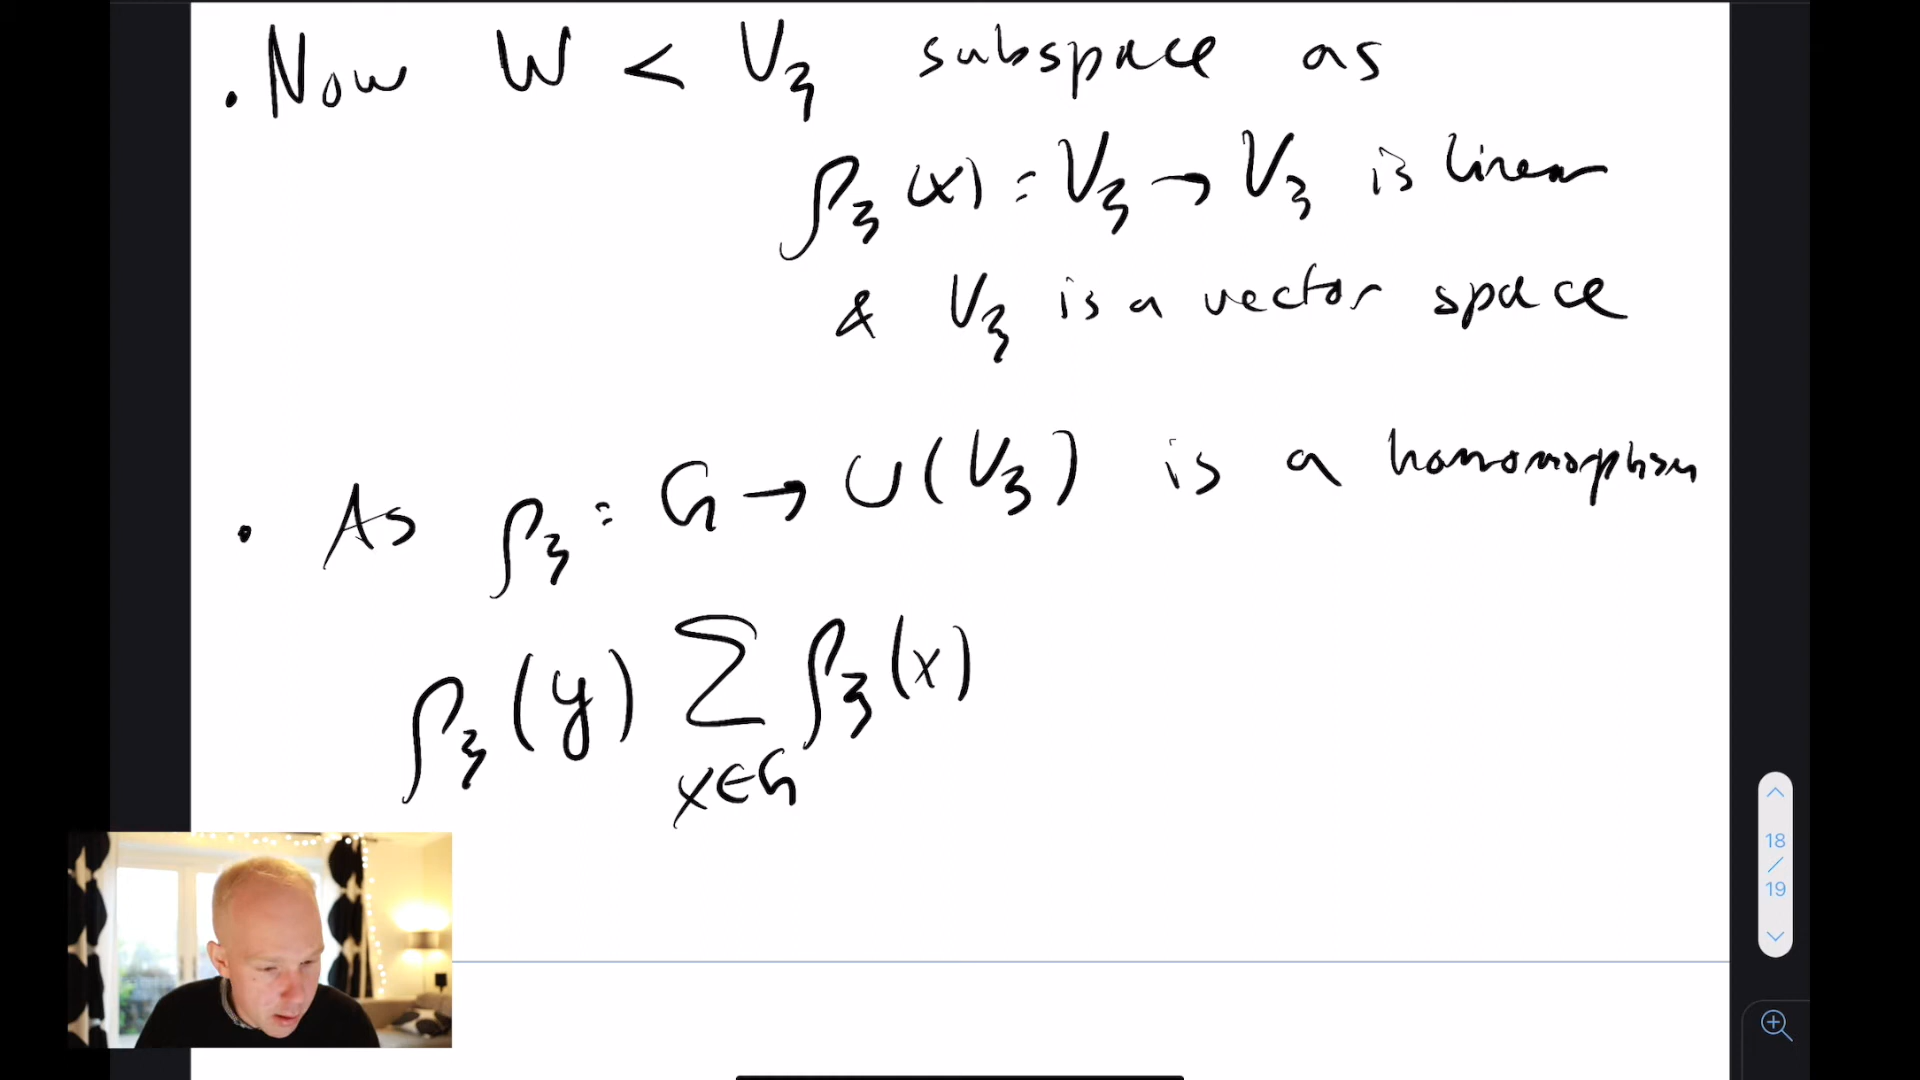 • Now W < V_ξ subspace as
ρ_ξ(x) : V_ξ → V_ξ is linear
& V_ξ is a vector space
• As ρ_ξ : G → U(V_ξ) is a homomorphism
ρ_ξ(y) ∑ ρ_ξ(x)
x∈G
18
/
19